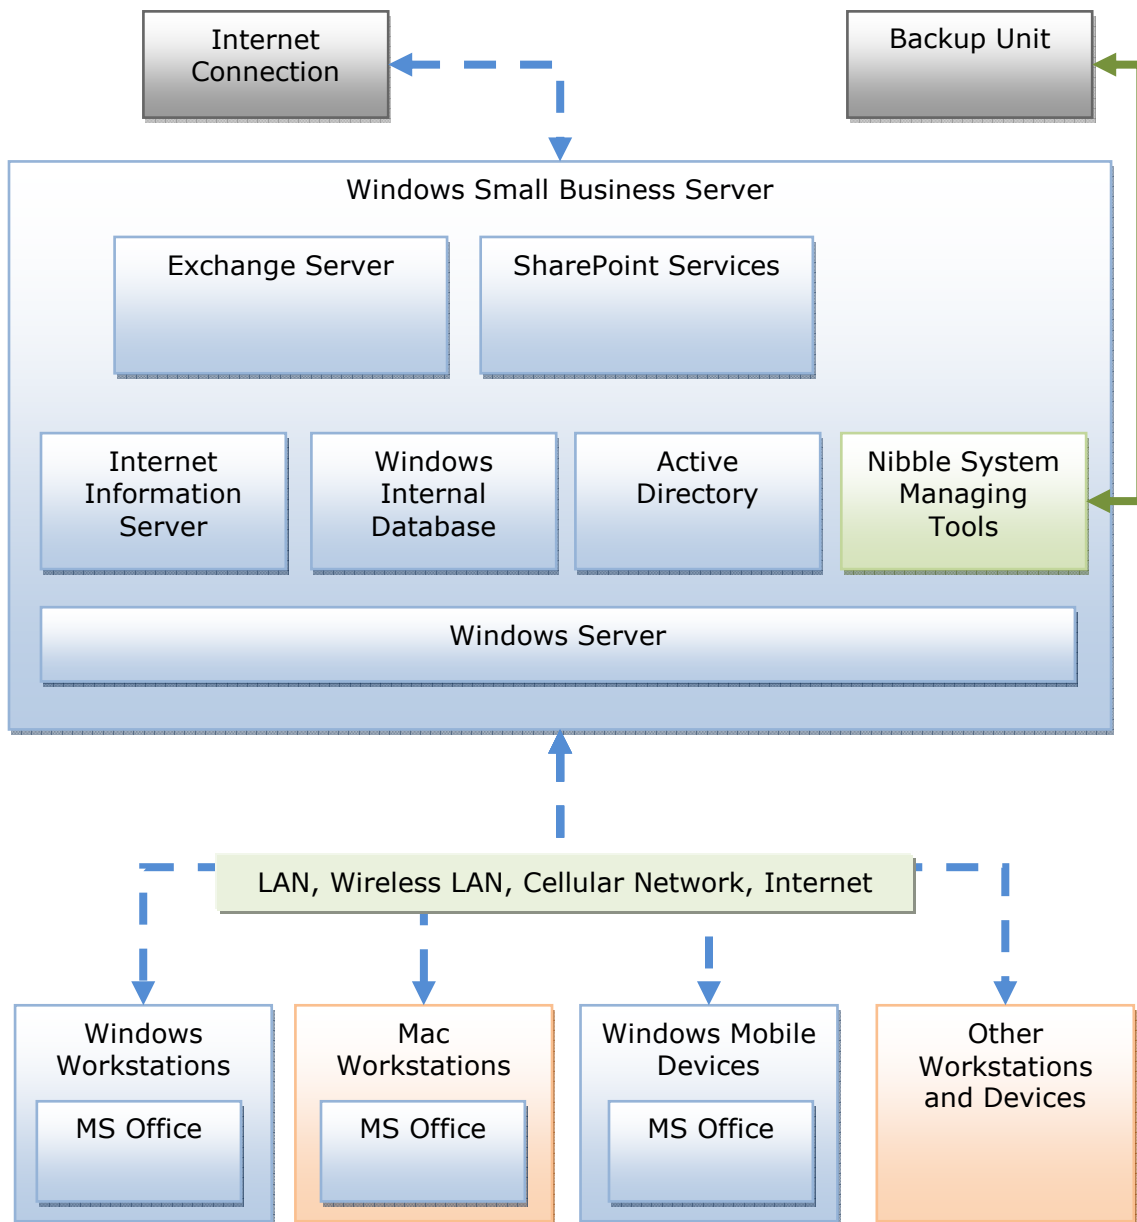 Internet
Connection
Backup Unit
Windows Small Business Server
Exchange Server
SharePoint Services
Internet
Information
Server
Windows
Internal
Database
Active
Directory
Nibble System
Managing
Tools
Windows Server
LAN, Wireless LAN, Cellular Network, Internet
Windows
Workstations
MS Office
Mac
Workstations
MS Office
Windows Mobile
Devices
MS Office
Other
Workstations
and Devices